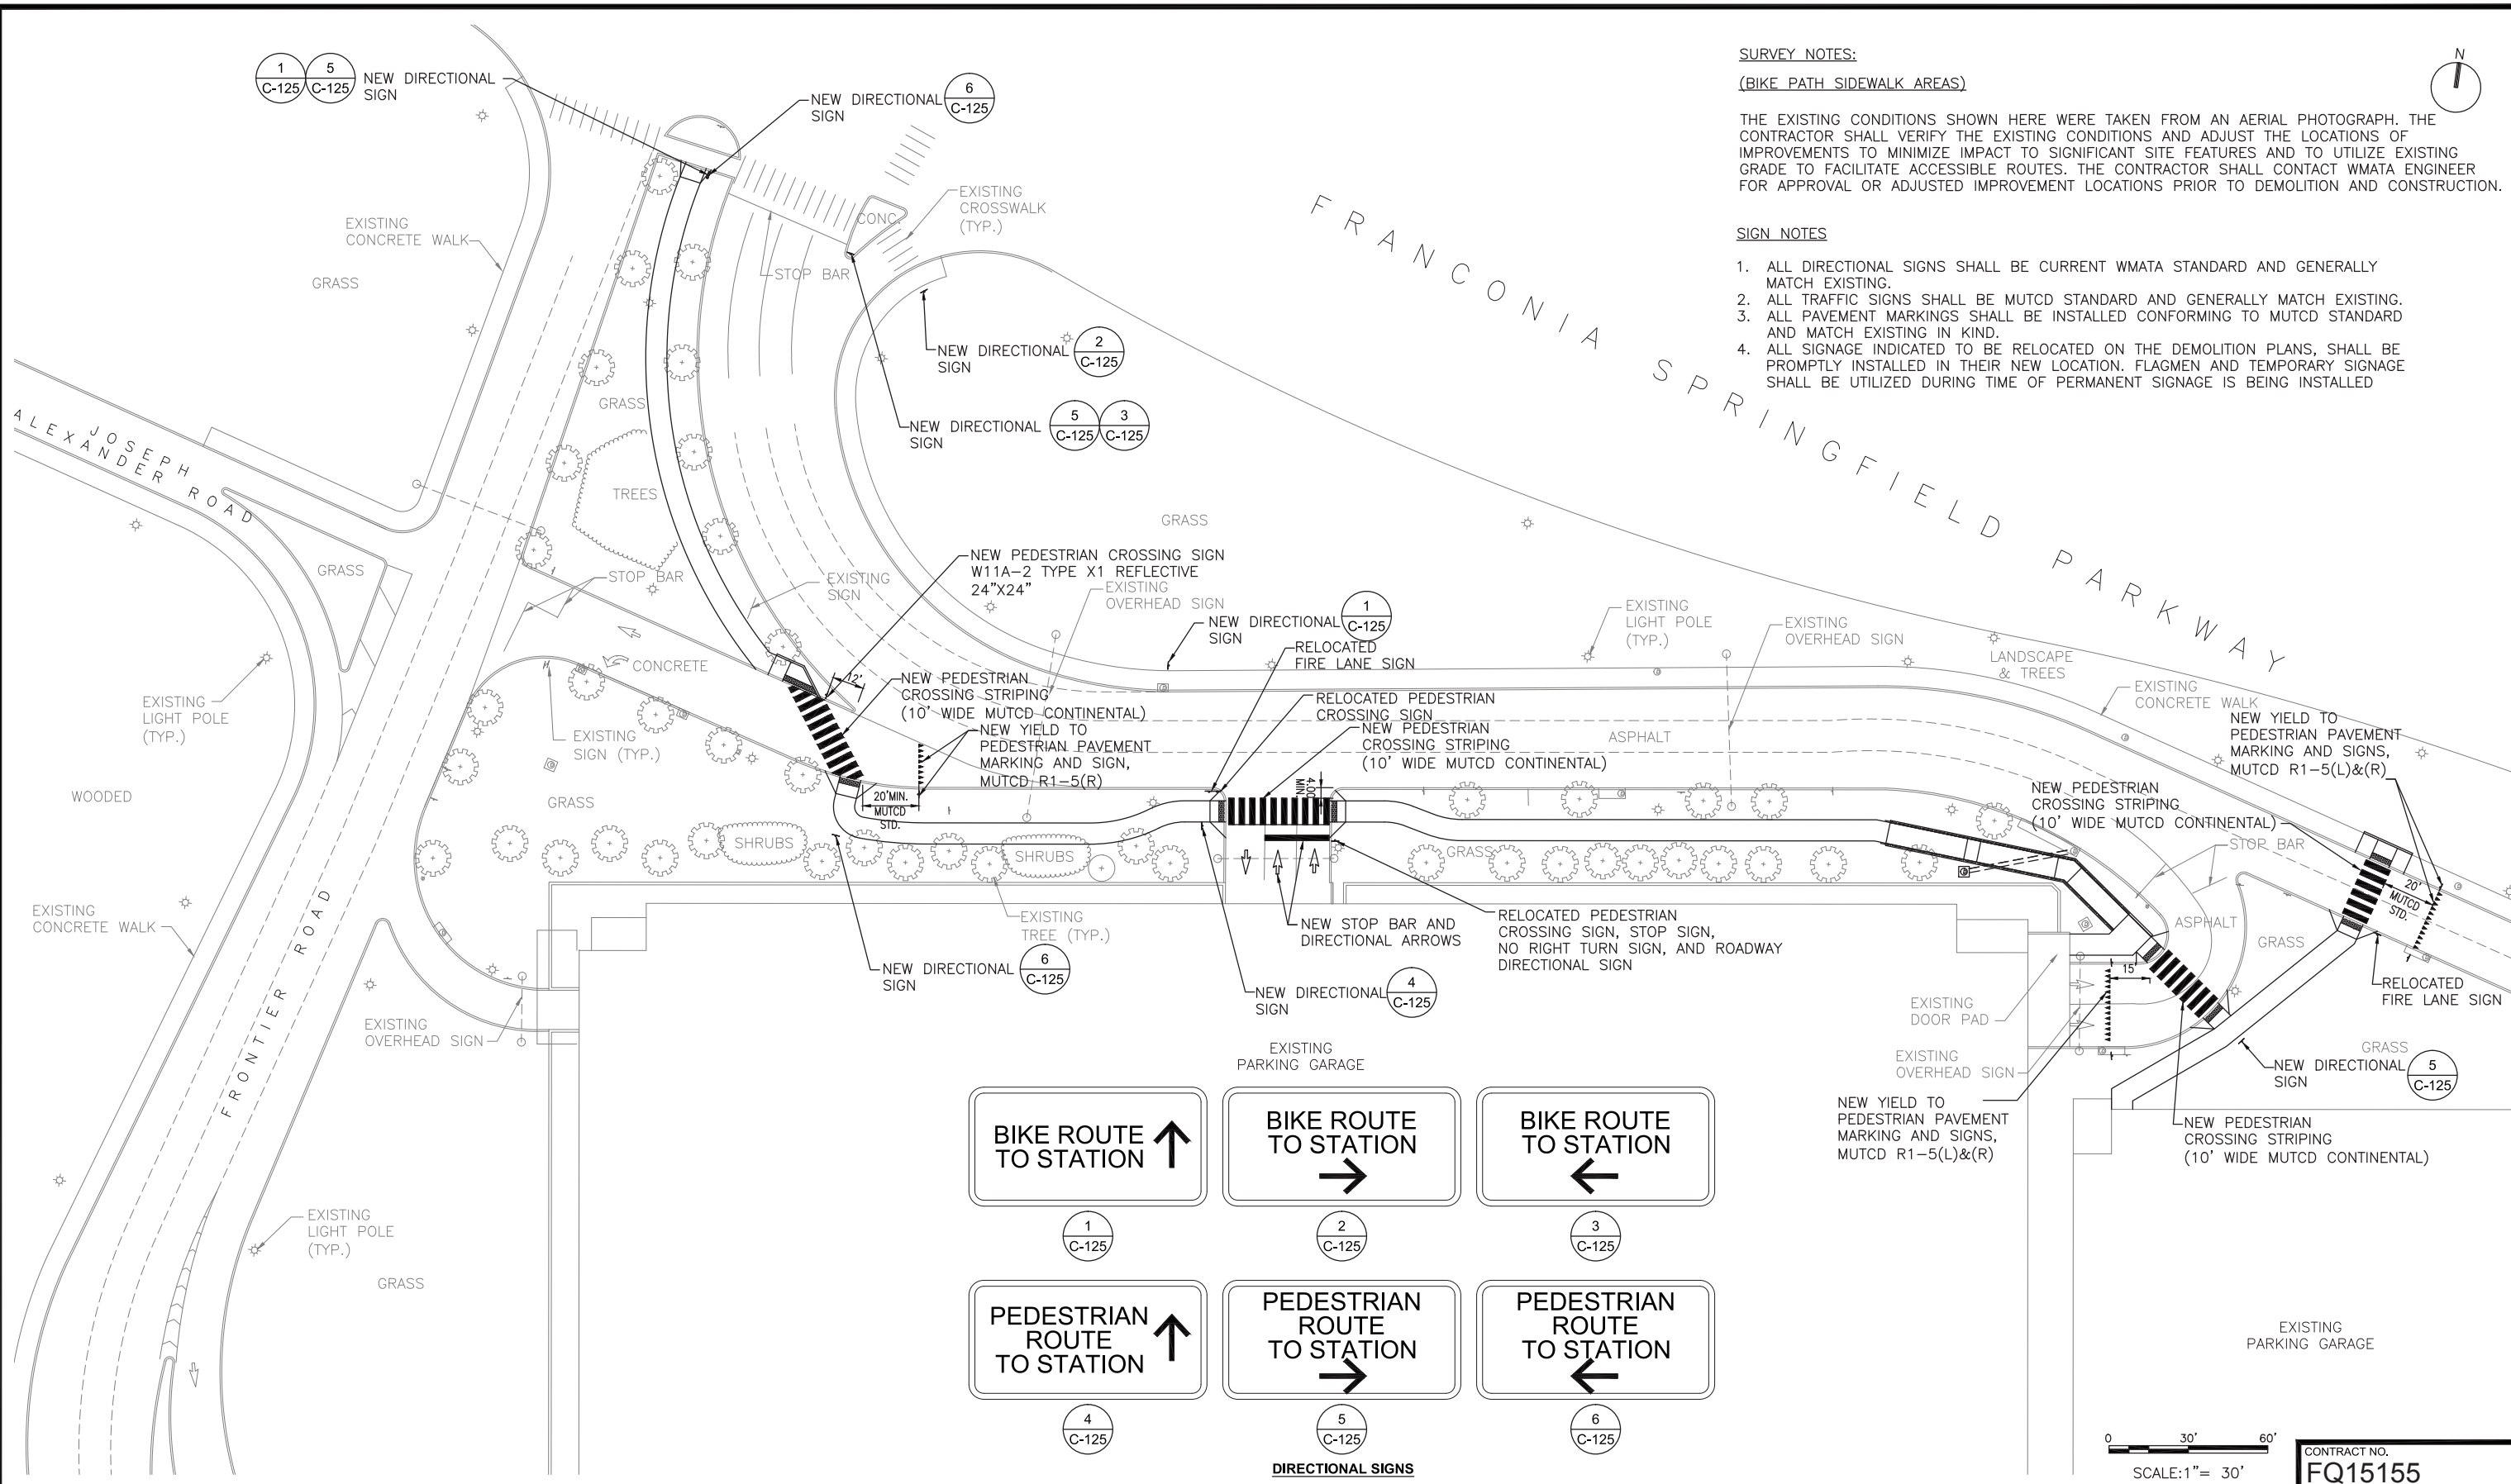 1
C-125
5
C-125
NEW DIRECTIONAL
SIGN
NEW DIRECTIONAL
SIGN
6
C-125
SURVEY NOTES:
(BIKE PATH SIDEWALK AREAS)
N
THE EXISTING CONDITIONS SHOWN HERE WERE TAKEN FROM AN AERIAL PHOTOGRAPH. THE
CONTRACTOR SHALL VERIFY THE EXISTING CONDITIONS AND ADJUST THE LOCATIONS OF
IMPROVEMENTS TO MINIMIZE IMPACT TO SIGNIFICANT SITE FEATURES AND TO UTILIZE EXISTING
GRADE TO FACILITATE ACCESSIBLE ROUTES. THE CONTRACTOR SHALL CONTACT WMATA ENGINEER
FOR APPROVAL OR ADJUSTED IMPROVEMENT LOCATIONS PRIOR TO DEMOLITION AND CONSTRUCTION.
SIGN NOTES
1. ALL DIRECTIONAL SIGNS SHALL BE CURRENT WMATA STANDARD AND GENERALLY
MATCH EXISTING.
2. ALL TRAFFIC SIGNS SHALL BE MUTCD STANDARD AND GENERALLY MATCH EXISTING.
3. ALL PAVEMENT MARKINGS SHALL BE INSTALLED CONFORMING TO MUTCD STANDARD
AND MATCH EXISTING IN KIND.
4. ALL SIGNAGE INDICATED TO BE RELOCATED ON THE DEMOLITION PLANS, SHALL BE
PROMPTLY INSTALLED IN THEIR NEW LOCATION. FLAGMEN AND TEMPORARY SIGNAGE
SHALL BE UTILIZED DURING TIME OF PERMANENT SIGNAGE IS BEING INSTALLED
EXISTING
CONCRETE WALK
GRASS
CONC.
EXISTING
CROSSWALK
(TYP.)
STOP BAR
FRANCONIA SPRINGFIELD PARKWAY
NEW DIRECTIONAL
SIGN
2
C-125
NEW DIRECTIONAL
SIGN
5
C-125
3
C-125
GRASS
JOSEPH
ALEXANDER ROAD
TREES
GRASS
GRASS
STOP BAR
EXISTING
SIGN
NEW PEDESTRIAN CROSSING SIGN
W11A-2 TYPE X1 REFLECTIVE
24"X24"
EXISTING
OVERHEAD SIGN
NEW DIRECTIONAL
SIGN
1
C-125
RELOCATED
FIRE LANE SIGN
EXISTING
LIGHT POLE
(TYP.)
EXISTING
OVERHEAD SIGN
LANDSCAPE
& TREES
EXISTING
CONCRETE WALK
CONCRETE
12'
NEW PEDESTRIAN
CROSSING STRIPING
(10' WIDE MUTCD CONTINENTAL)
RELOCATED PEDESTRIAN
CROSSING SIGN
NEW PEDESTRIAN
CROSSING STRIPING
(10' WIDE MUTCD CONTINENTAL)
ASPHALT
NEW YIELD TO
PEDESTRIAN PAVEMENT
MARKING AND SIGNS,
MUTCD R1-5(L)&(R)
EXISTING
LIGHT POLE
(TYP.)
EXISTING
SIGN (TYP.)
NEW YIELD TO
PEDESTRIAN PAVEMENT
MARKING AND SIGN,
MUTCD R1-5(R)
NEW PEDESTRIAN
CROSSING STRIPING
(10' WIDE MUTCD CONTINENTAL)
WOODED
GRASS
20'MIN.
MUTCD
STD.
4.00'
MIN.
SHRUBS
SHRUBS
GRASS
STOP BAR
20'
MUTCD
STD.
EXISTING
CONCRETE WALK
EXISTING
TREE (TYP.)
NEW STOP BAR AND
DIRECTIONAL ARROWS
RELOCATED PEDESTRIAN
CROSSING SIGN, STOP SIGN,
NO RIGHT TURN SIGN, AND ROADWAY
DIRECTIONAL SIGN
ASPHALT
GRASS
NEW DIRECTIONAL
SIGN
6
C-125
NEW DIRECTIONAL
SIGN
4
C-125
15'
RELOCATED
FIRE LANE SIGN
EXISTING
DOOR PAD
FRONTIER ROAD
EXISTING
OVERHEAD SIGN
EXISTING
PARKING GARAGE
EXISTING
OVERHEAD SIGN
GRASS
NEW DIRECTIONAL
SIGN
5
C-125
NEW YIELD TO
PEDESTRIAN PAVEMENT
MARKING AND SIGNS,
MUTCD R1-5(L)&(R)
NEW PEDESTRIAN
CROSSING STRIPING
(10' WIDE MUTCD CONTINENTAL)
BIKE ROUTE
TO STATION
1
C-125
BIKE ROUTE
TO STATION
2
C-125
BIKE ROUTE
TO STATION
3
C-125
EXISTING
LIGHT POLE
(TYP.)
GRASS
PEDESTRIAN
ROUTE
TO STATION
4
C-125
PEDESTRIAN
ROUTE
TO STATION
5
C-125
PEDESTRIAN
ROUTE
TO STATION
6
C-125
DIRECTIONAL SIGNS
EXISTING
PARKING GARAGE
0 30' 60'
SCALE:1"= 30'
CONTRACT NO.
FQ15155